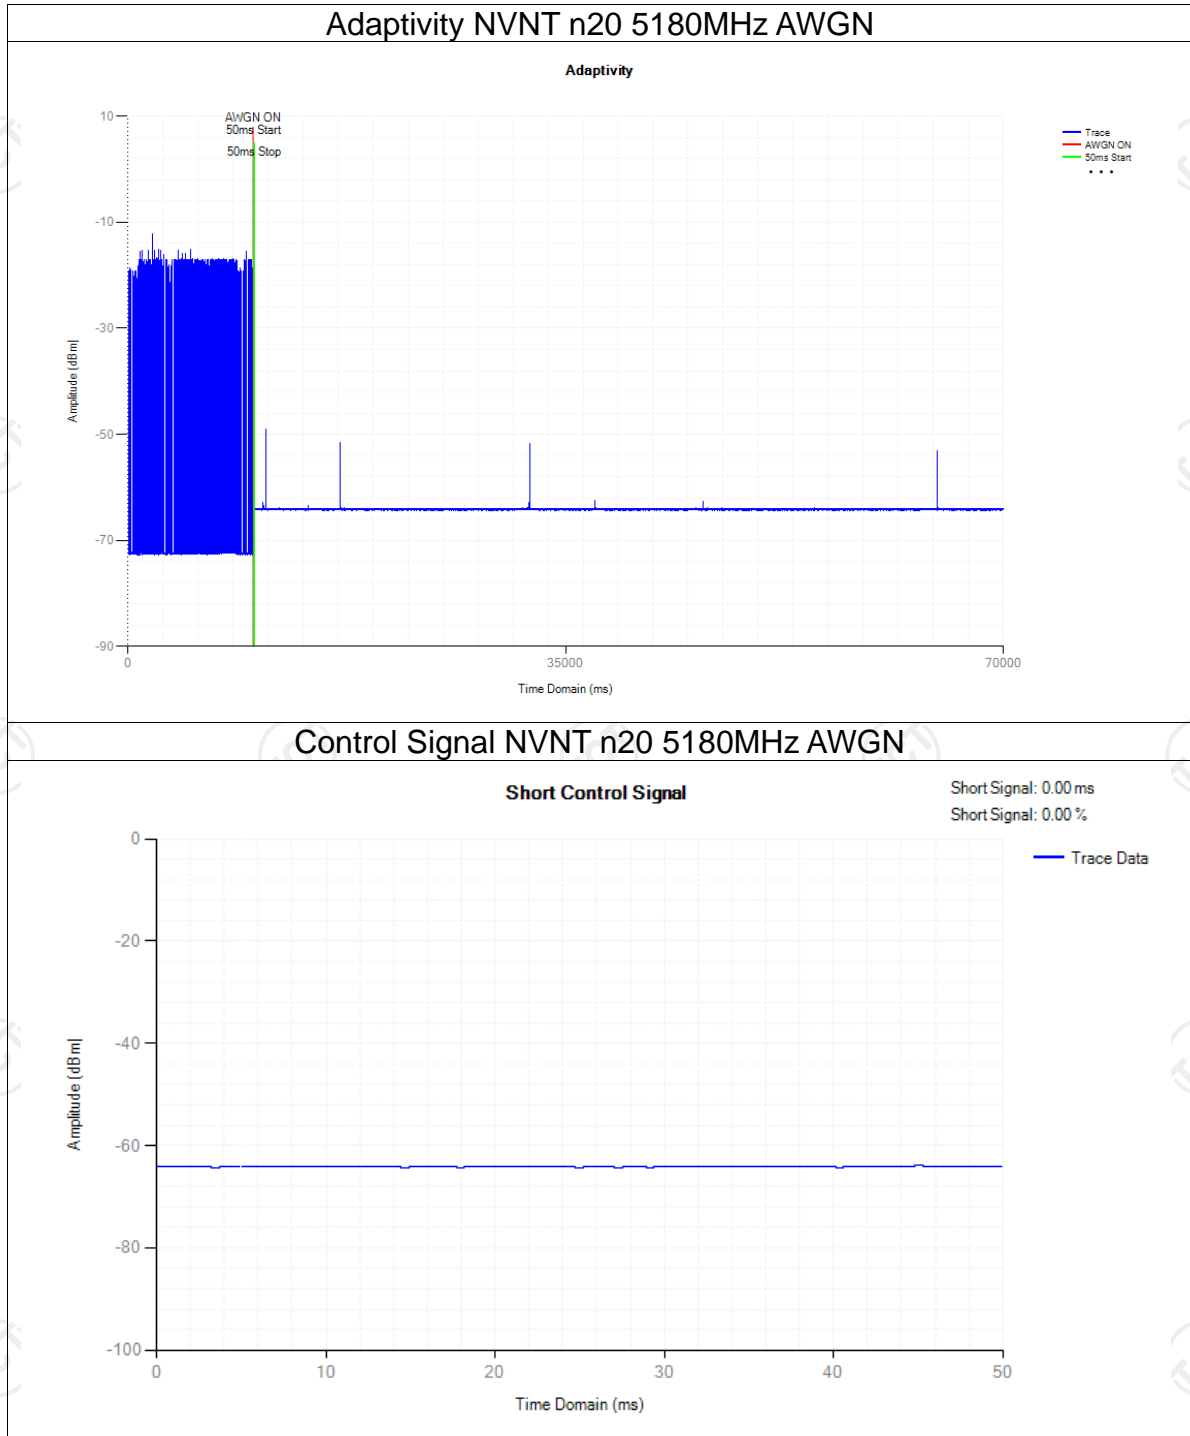 Adaptivity NVNT n20 5180MHz AWGN
Adaptivity
AWGN ON
50ms Start
50ms Stop
Trace
AWGN ON
50ms Start
10
-10
-30
-50
-70
-90
Amplitude [dBm]
0
35000
70000
Time Domain (ms)
Control Signal NVNT n20 5180MHz AWGN
Short Control Signal
Short Signal: 0.00 ms
Short Signal: 0.00 %
Trace Data
0
-20
-40
-60
-80
-100
Amplitude [dBm]
0
10
20
30
40
50
Time Domain (ms)